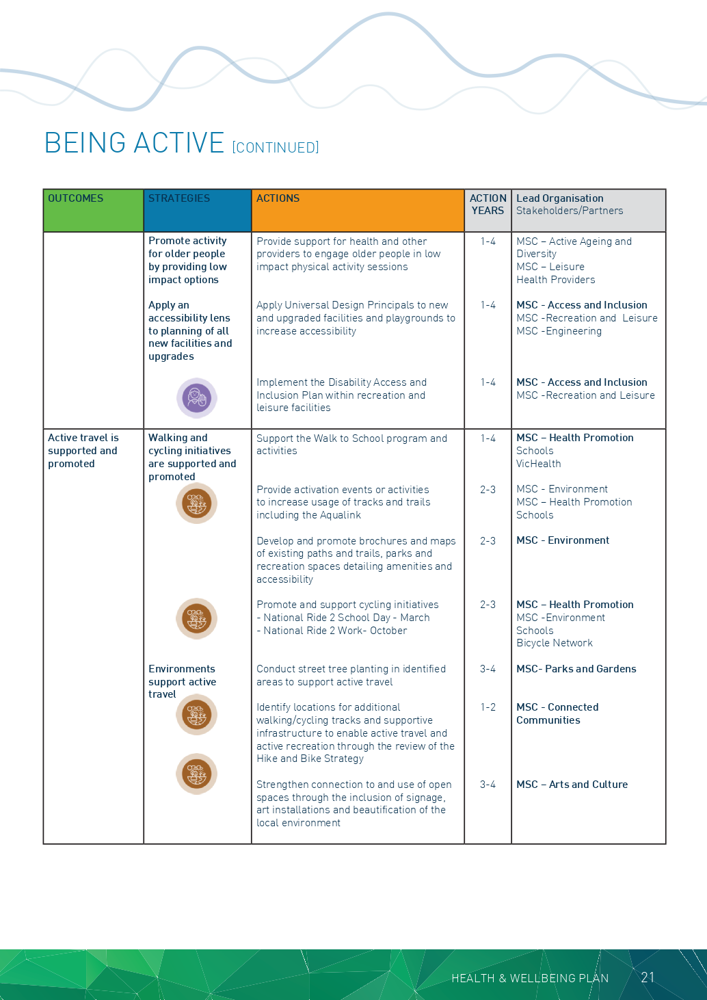 BEING ACTIVE [CONTINUED]
OUTCOMES
STRATEGIES
ACTIONS
ACTION
YEARS
Lead Organisation
Stakeholders/Partners
Promote activity
for older people
by providing low
impact options
Provide support for health and other
providers to engage older people in low
impact physical activity sessions
1-4
MSC – Active Ageing and
Diversity
MSC – Leisure
Health Providers
Apply an
accessibility lens
to planning of all
new facilities and
upgrades
Apply Universal Design Principals to new
and upgraded facilities and playgrounds to
increase accessibility
1-4
MSC - Access and Inclusion
MSC -Recreation and  Leisure
MSC -Engineering
Implement the Disability Access and
Inclusion Plan within recreation and
leisure facilities
1-4
MSC - Access and Inclusion
MSC -Recreation and Leisure
Active travel is
supported and
promoted
Walking and
cycling initiatives
are supported and
promoted
Support the Walk to School program and
activities
1-4
MSC – Health Promotion
Schools
VicHealth
Provide activation events or activities
to increase usage of tracks and trails
including the Aqualink
2-3
MSC - Environment
MSC – Health Promotion
Schools
Develop and promote brochures and maps
of existing paths and trails, parks and
recreation spaces detailing amenities and
accessibility
2-3
MSC - Environment
Promote and support cycling initiatives
- National Ride 2 School Day - March
- National Ride 2 Work- October
2-3
MSC – Health Promotion
MSC -Environment
Schools
Bicycle Network
Environments
support active
travel
Conduct street tree planting in identified
areas to support active travel
3-4
MSC- Parks and Gardens
Identify locations for additional
walking/cycling tracks and supportive
infrastructure to enable active travel and
active recreation through the review of the
Hike and Bike Strategy
1-2
MSC - Connected
Communities
Strengthen connection to and use of open
spaces through the inclusion of signage,
art installations and beautification of the
local environment
3-4
MSC – Arts and Culture
HEALTH & WELLBEING PLAN 21